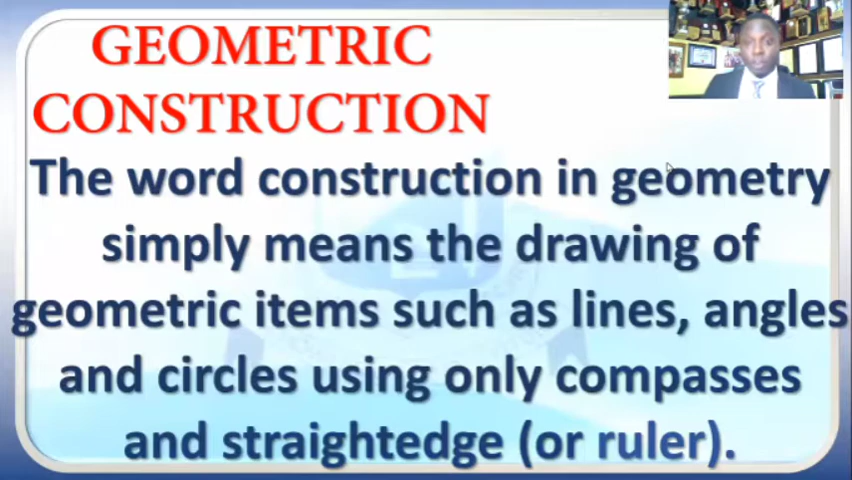 GEOMETRIC
CONSTRUCTION
The word construction in geometry
simply means the drawing of
geometric items such as lines, angles
and circles using only compasses
and straightedge (or ruler).